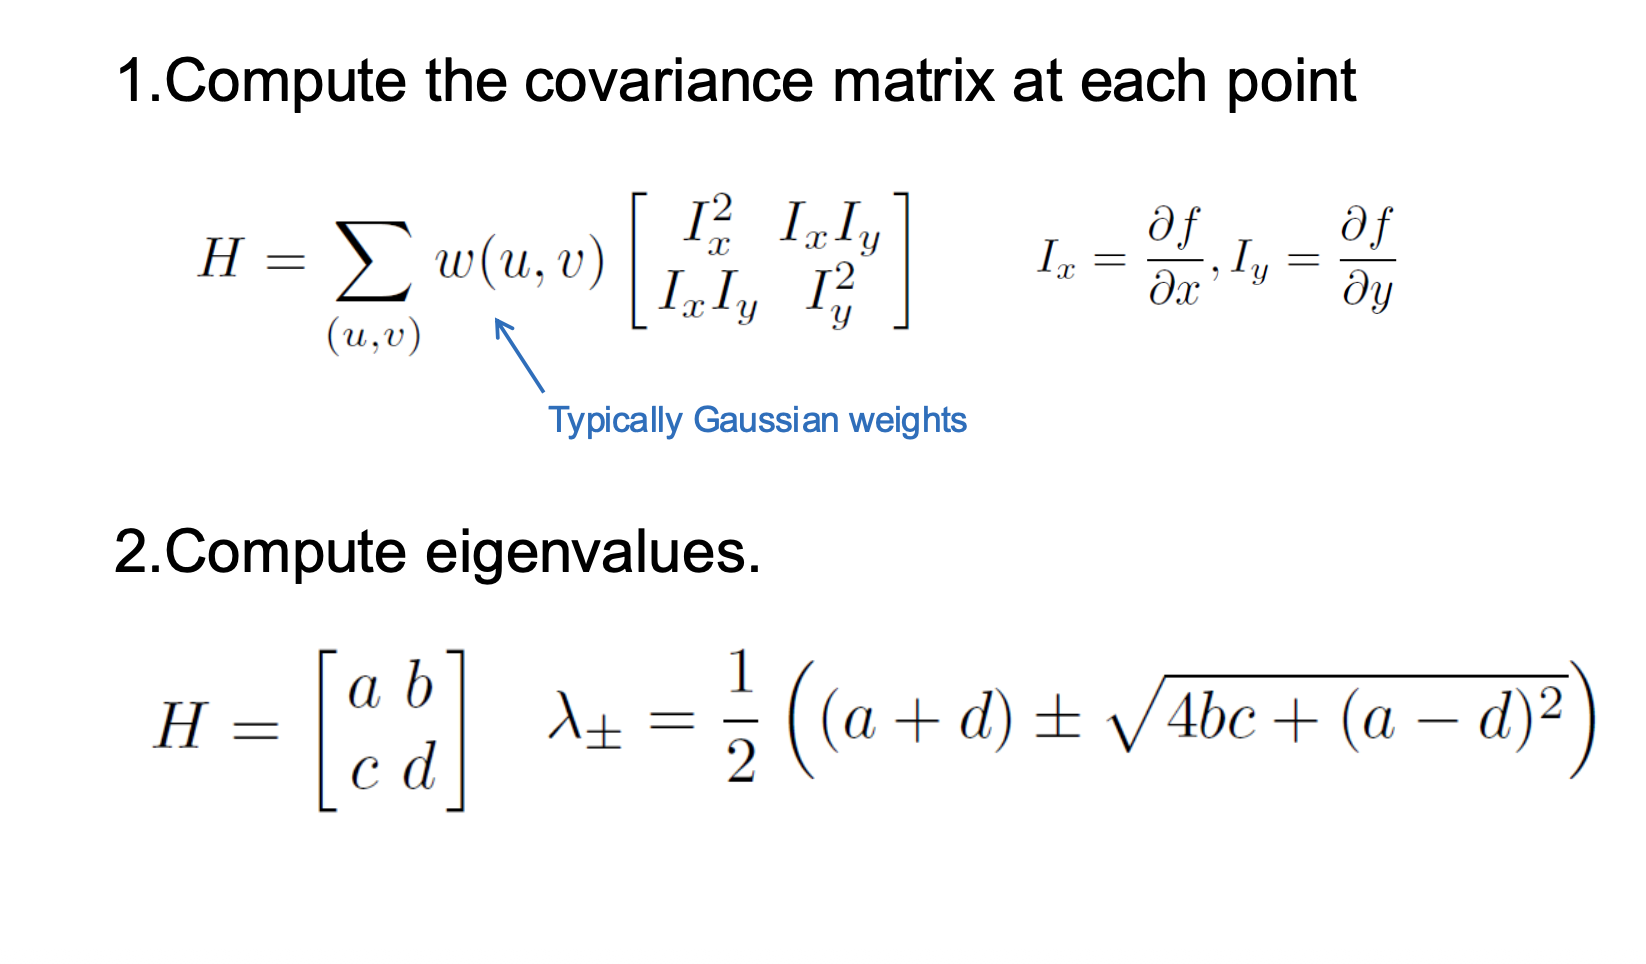 1.Compute the covariance matrix at each point
H = \sum_{(u,v)} w(u, v) \begin{bmatrix} I_x^2 & I_x I_y \\ I_x I_y & I_y^2 \end{bmatrix} I_x = \frac{\partial f}{\partial x}, I_y = \frac{\partial f}{\partial y}
Typically Gaussian weights
2.Compute eigenvalues.
H = \begin{bmatrix} a & b \\ c & d \end{bmatrix} \lambda_{\pm} = \frac{1}{2} \left( (a + d) \pm \sqrt{4bc + (a - d)^2} \right)